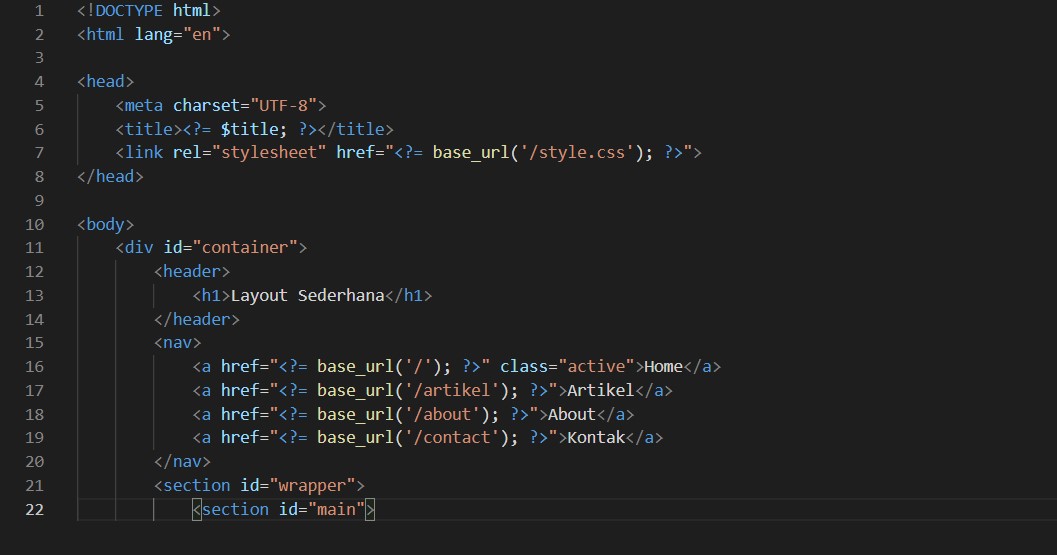 1 <!DOCTYPE html>
2 <html lang="en">
3
4 <head>
5     <meta charset="UTF-8">
6     <title><?= $title; ?></title>
7     <link rel="stylesheet" href="<?= base_url('/style.css'); ?>">
8 </head>
9
10 <body>
11     <div id="container">
12         <header>
13             <h1>Layout Sederhana</h1>
14         </header>
15         <nav>
16             <a href="<?= base_url('/'); ?>" class="active">Home</a>
17             <a href="<?= base_url('/artikel'); ?>">Artikel</a>
18             <a href="<?= base_url('/about'); ?>">About</a>
19             <a href="<?= base_url('/contact'); ?>">Kontak</a>
20         </nav>
21         <section id="wrapper">
22             <section id="main">